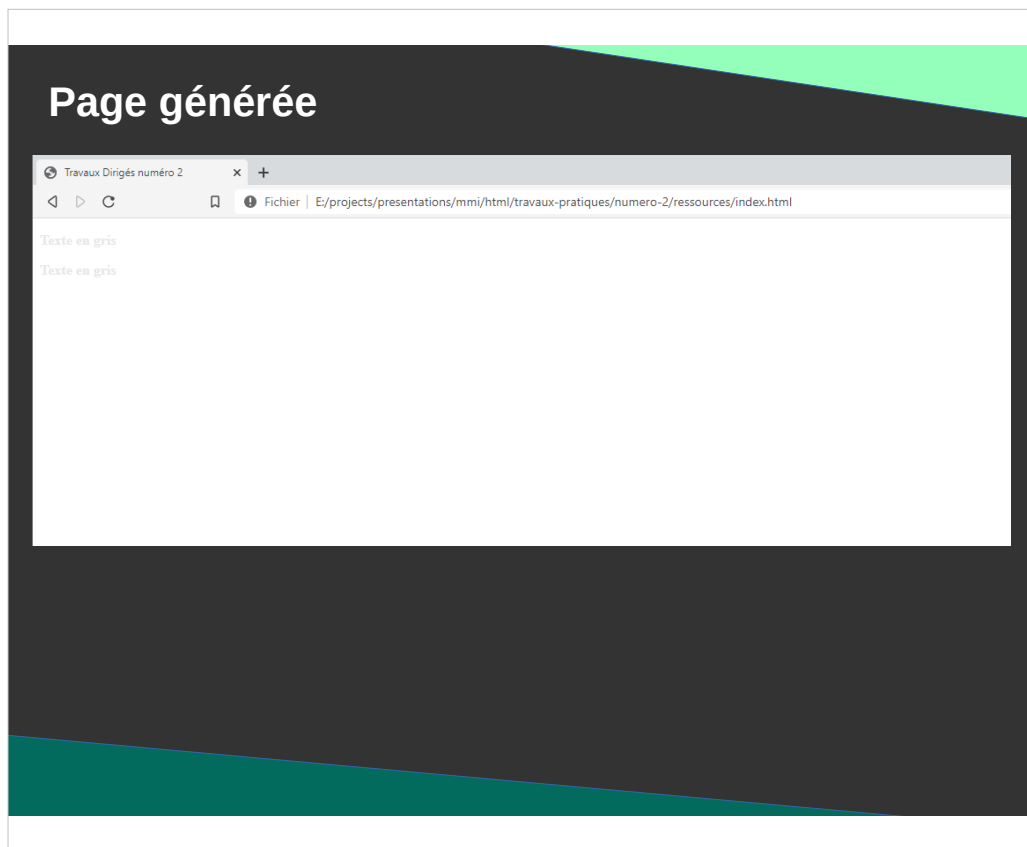 Page générée
Travaux Dirigés numéro 2
Fichier E:/projects/presentations/mmi/html/travaux-pratiques/numero-2/ressources/index.html
Texte en gris
Texte en gris